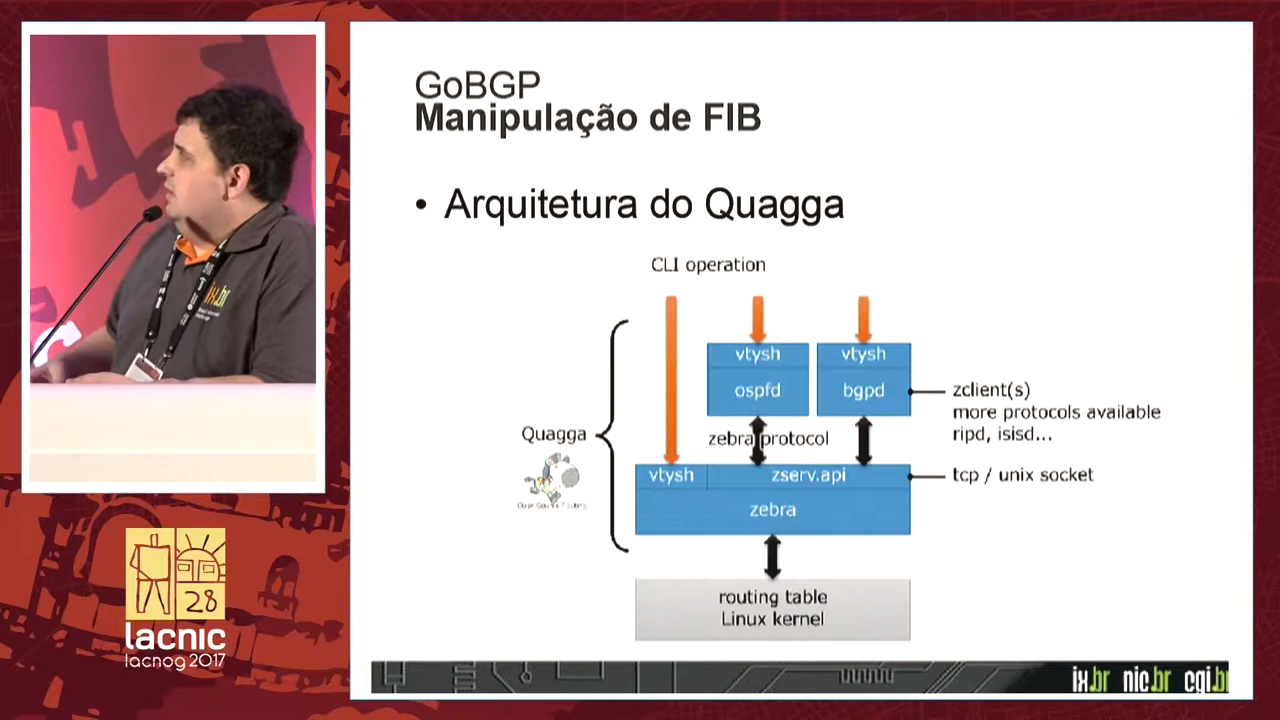 GoBGP
Manipulação de FIB
• Arquitetura do Quagga
CLI operation
vtysh
ospfd
vtysh
bgpd
zclient(s)
more protocols available
ripd, isisd...
Quagga
zebra protocol
vtysh
zserv.api
tcp / unix socket
zebra
routing table
Linux kernel
ix.br nic.br cgi.br
ix.br
28
lacnic
lacnog 2017